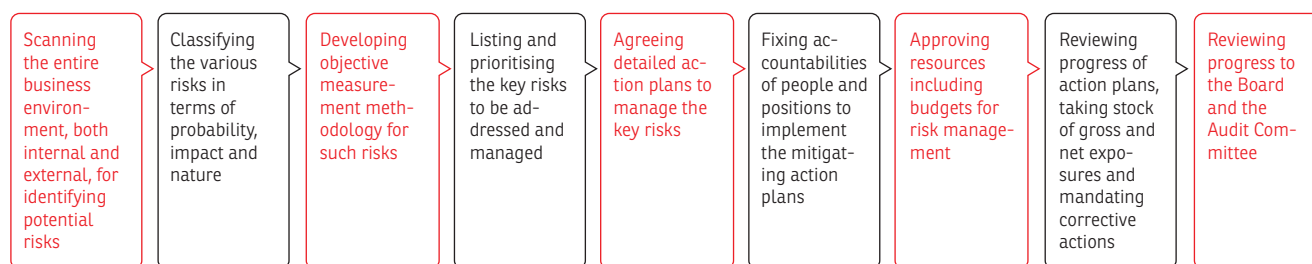 Scanning
the entire
business
environ-
ment, both
internal and
external, for
identifying
potential
risks
Classifying
the various
risks in
terms of
probability,
impact and
nature
Developing
objective
measure-
ment meth-
odology for
such risks
Listing and
prioritising
the key risks
to be ad-
dressed and
managed
Agreeing
detailed ac-
tion plans to
manage the
key risks
Fixing ac-
countabilities
of people and
positions to
implement
the mitigat-
ing action
plans
Approving
resources
including
budgets for
risk manage-
ment
Reviewing
progress of
action plans,
taking stock
of gross and
net expo-
sures and
mandating
corrective
actions
Reviewing
progress to
the Board
and the
Audit Com-
mittee